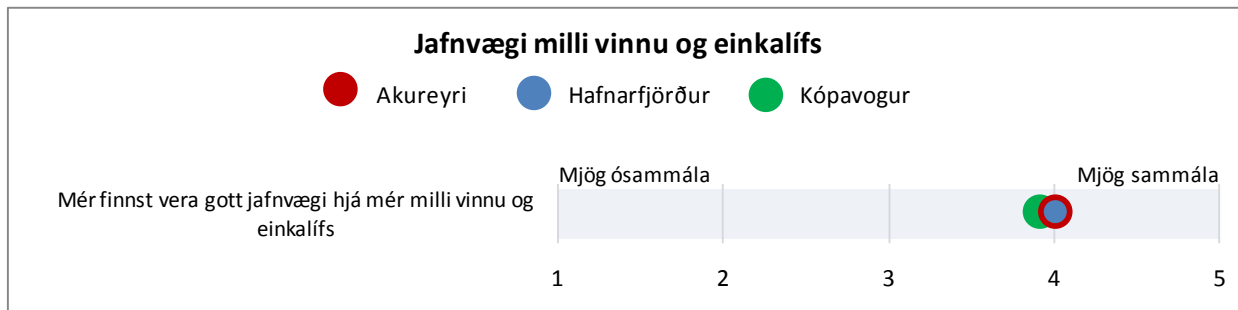 Jafnvægi milli vinnu og einkalífs
Akureyri Hafnarfjörður Kópavogur
Mjög ósammála Mjög sammála
Mér finnst vera gott jafnvægi hjá mér milli vinnu og
einkalífs
1 2 3 4 5